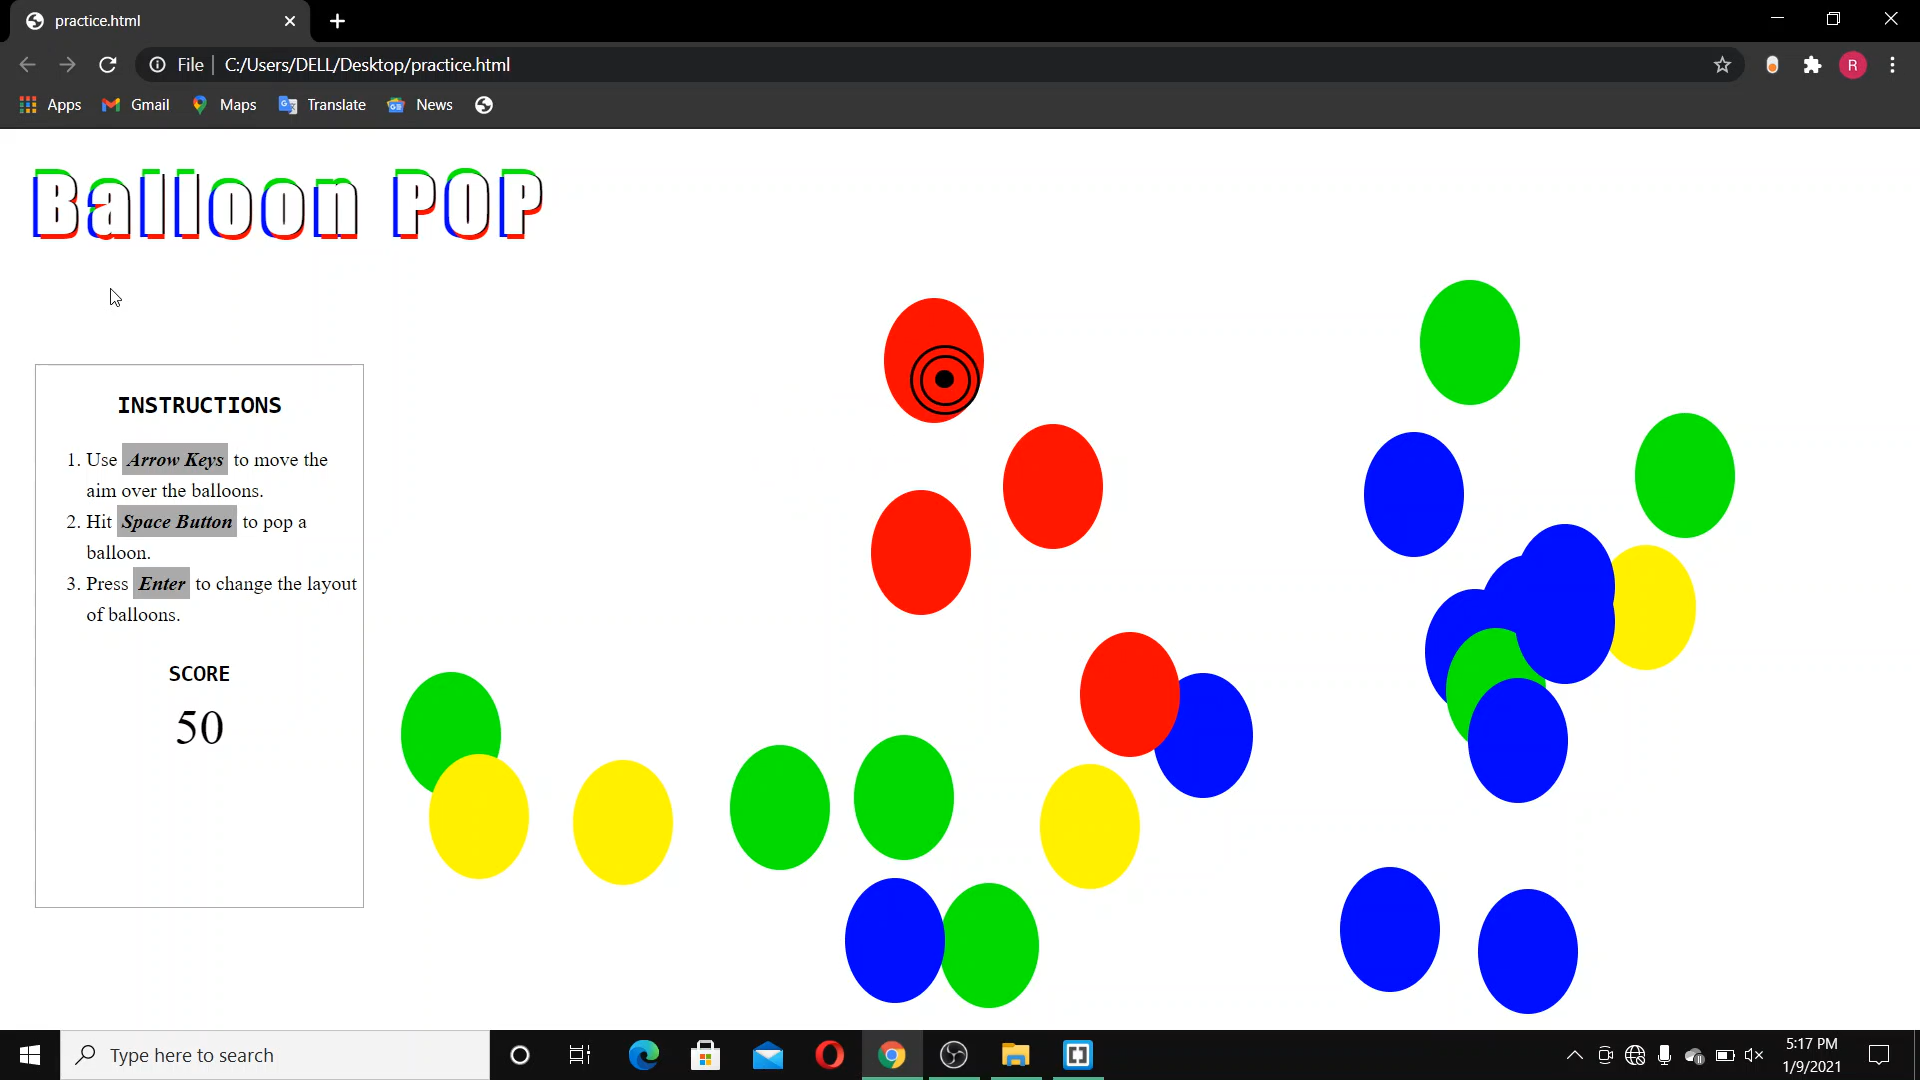 practice.html
File
C:/Users/DELL/Desktop/practice.html
R
Apps
Gmail
Maps
Translate
News
Balloon POP
INSTRUCTIONS
1. Use Arrow Keys to move the
aim over the balloons.
2. Hit Space Button to pop a
balloon.
3. Press Enter to change the layout
of balloons.
SCORE
50
Type here to search
5:17 PM
1/9/2021